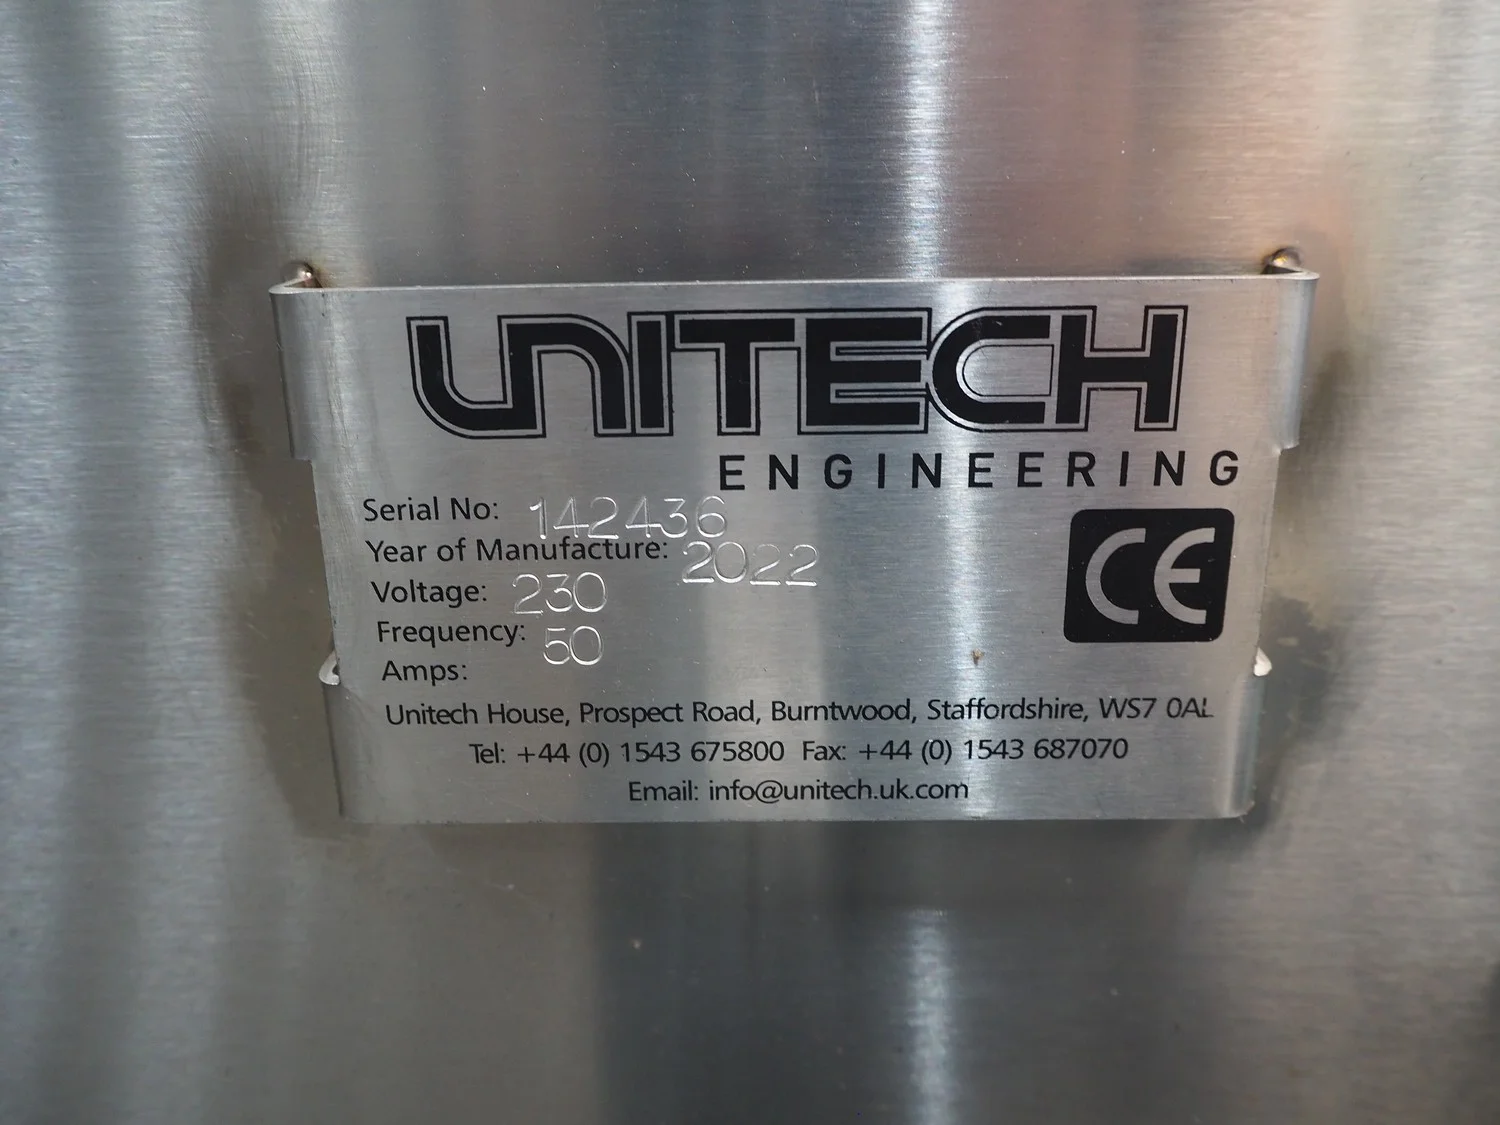 UNITECH
ENGINEERING
Serial No: 142436
Year of Manufacture: 2022
Voltage: 230
Frequency: 50
Amps:
CE
Unitech House, Prospect Road, Burntwood, Staffordshire, WS7 0AL
Tel: +44 (0) 1543 675800 Fax: +44 (0) 1543 687070
Email: info@unitech.uk.com